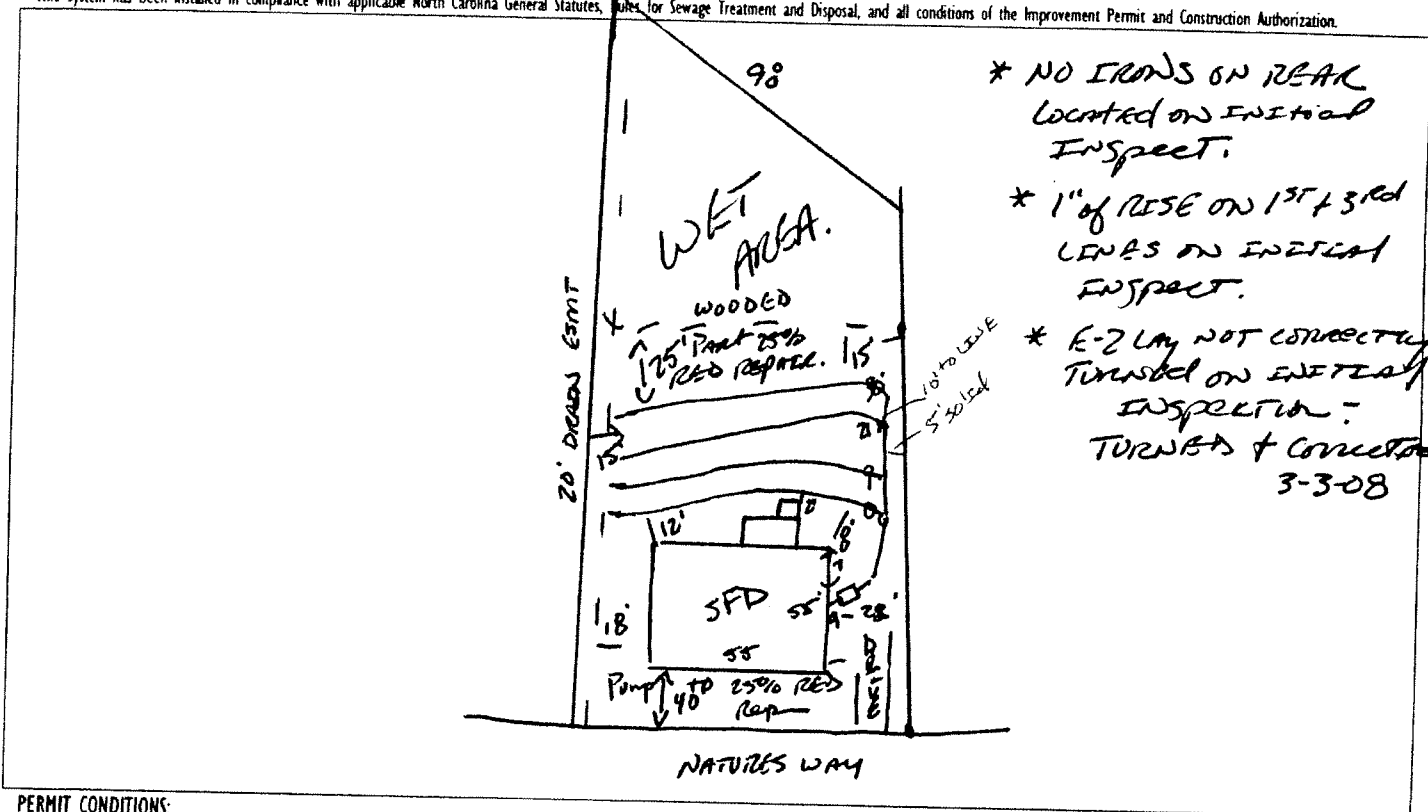 This system has been installed in compliance with applicable North Carolina General Statutes, Rules for Sewage Treatment and Disposal, and all conditions of the Improvement Permit and Construction Authorization.
90
* NO IRONS ON REAR
LOCATED ON INITIAL
INSPECT.
* 1" of RISE ON 1ST + 3RD
LINES ON INITIAL
INSPECT.
* E-Z LAY NOT CORRECTLY
TURNED ON INITIAL
INSPECTION -
TURNED & CORRECTED
3-3-08
WET
AREA.
WOODED
25' PART 25%
RED REPAIR.
15
10' to LINE
5' SOLID
21
15
20' DRAIN ESMT
12'
SFD
55'
9-28'
18'
55
Pump to 25% RED
40 Rep
NATURES WAY
PERMIT CONDITIONS: